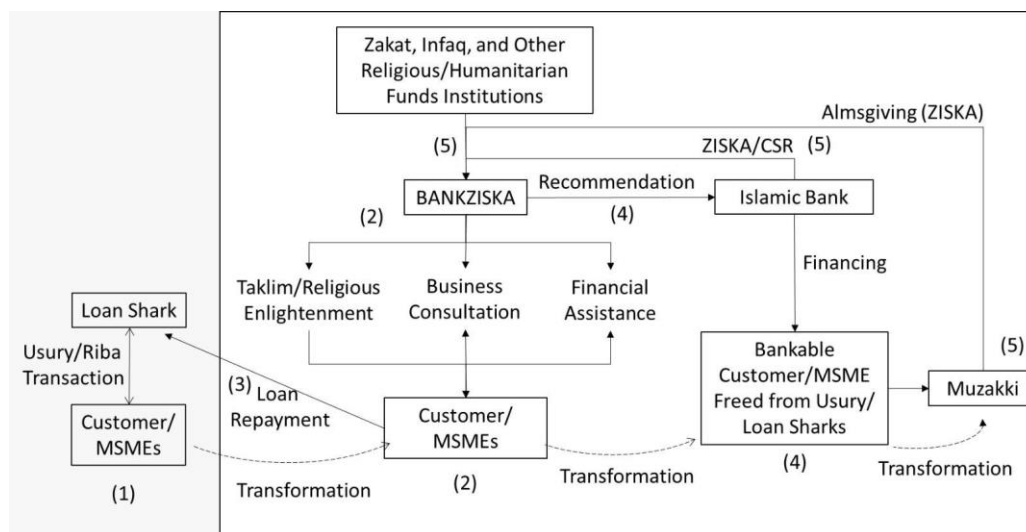 Zakat, Infaq, and Other
Religious/Humanitarian
Funds Institutions
Almsgiving (ZISKA)
(5)
ZISKA/CSR
(5)
BANKZISKA
Recommendation
(4)
Islamic Bank
(2)
Financing
Taklim/Religious
Enlightenment
Business
Consultation
Financial
Assistance
Loan Shark
Usury/Riba
Transaction
(3)
Loan
Repayment
Customer/
MSMEs
(1)
Transformation
Customer/
MSMEs
(2)
Transformation
Bankable
Customer/MSME
Freed from Usury/
Loan Sharks
(4)
(5)
Muzakki
Transformation